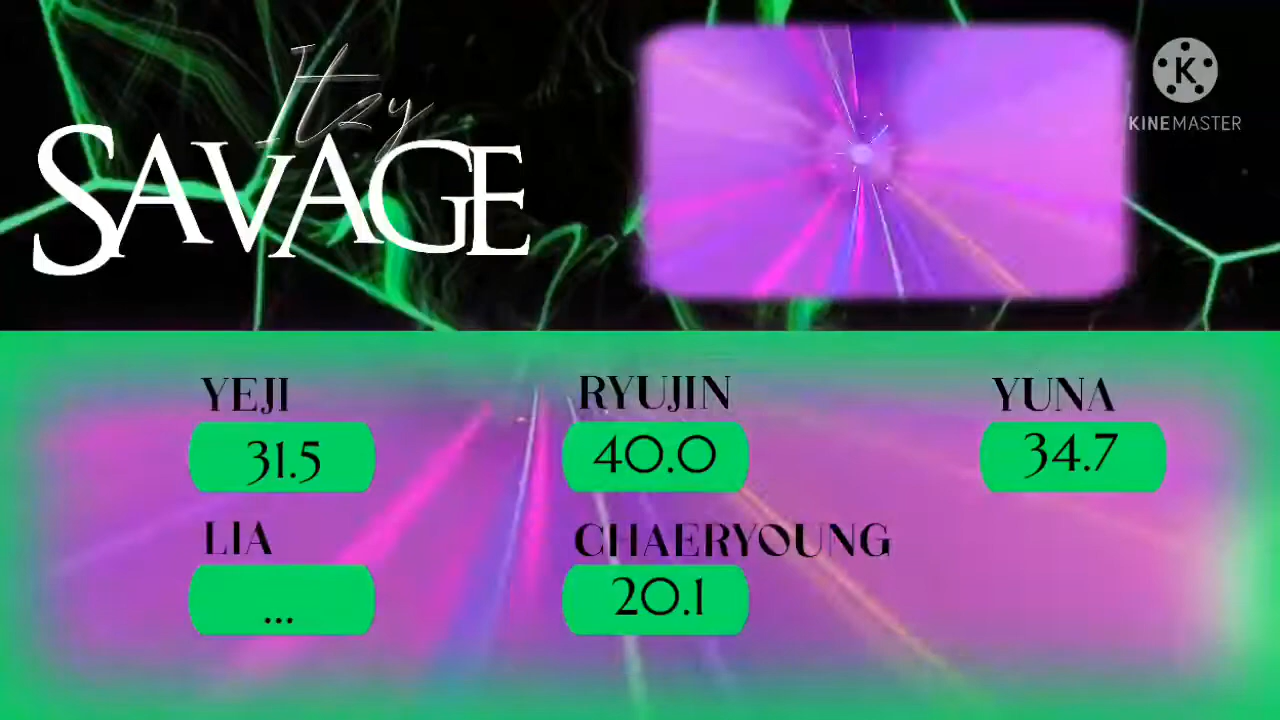 Itzy
SAVAGE
K
KINEMASTER
YEJI
31.5
RYUJIN
40.0
YUNA
34.7
LIA
...
CHAERYOUNG
20.1